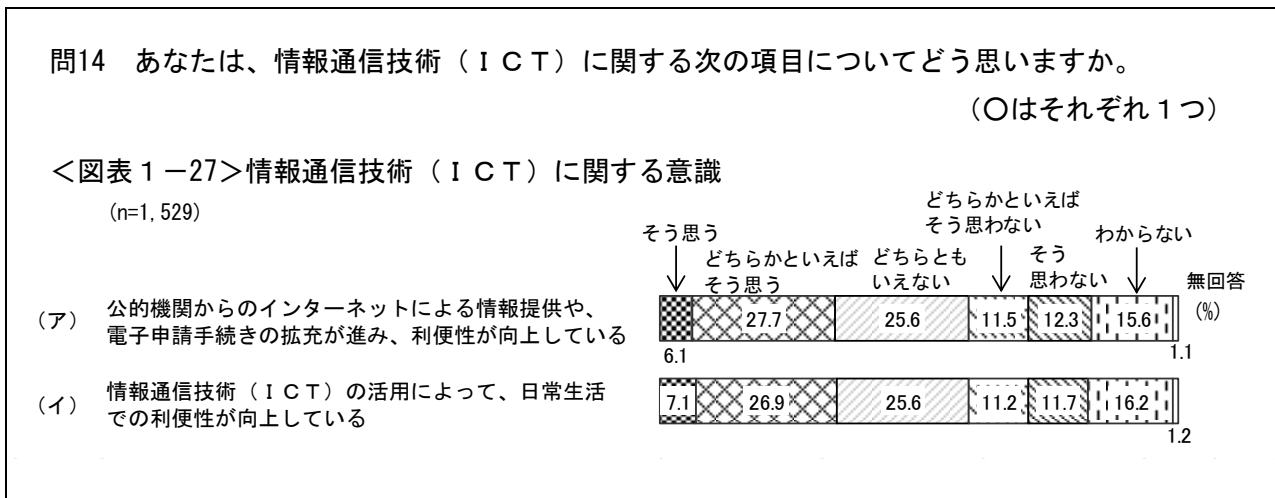 問14　あなたは、情報通信技術（ＩＣＴ）に関する次の項目についてどう思いますか。
（○はそれぞれ１つ）
＜図表１－27＞情報通信技術（ＩＣＴ）に関する意識
(n=1,529)
そう思う
どちらかといえば
そう思う
どちらとも
いえない
どちらかといえば
そう思わない
そう
思わない
わからない
無回答
(%)
（ア）　公的機関からのインターネットによる情報提供や、
電子申請手続きの拡充が進み、利便性が向上している
6.1 27.7 25.6 11.5 12.3 15.6 1.1
（イ）　情報通信技術（ＩＣＴ）の活用によって、日常生活
での利便性が向上している
7.1 26.9 25.6 11.2 11.7 16.2 1.2